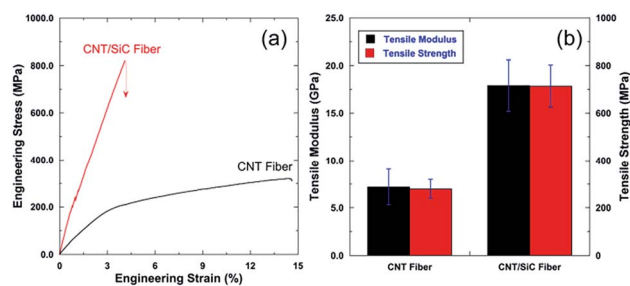 (a)
CNT/SiC Fiber
CNT Fiber
Engineering Stress (MPa)
1000.0
800.0
600.0
400.0
200.0
0.0
0
3
6
9
12
15
Engineering Strain (%)
(b)
Tensile Modulus
Tensile Strength
Tensile Modulus (GPa)
25.0
20.0
15.0
10.0
5.0
0.0
CNT Fiber
CNT/SiC Fiber
1000
800
600
400
200
0
Tensile Strength (MPa)